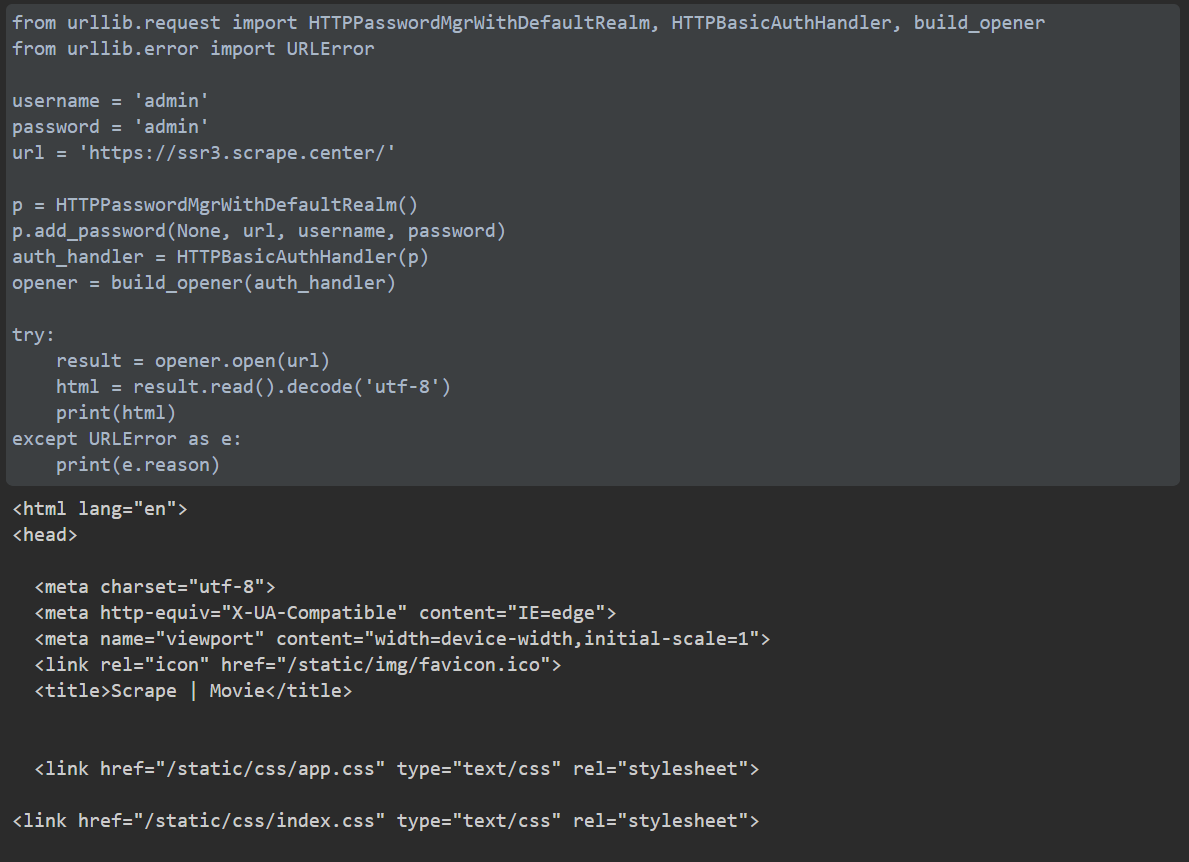 from urllib.request import HTTPPasswordMgrWithDefaultRealm, HTTPBasicAuthHandler, build_opener
from urllib.error import URLError

username = 'admin'
password = 'admin'
url = 'https://ssr3.scrape.center/'

p = HTTPPasswordMgrWithDefaultRealm()
p.add_password(None, url, username, password)
auth_handler = HTTPBasicAuthHandler(p)
opener = build_opener(auth_handler)

try:
    result = opener.open(url)
    html = result.read().decode('utf-8')
    print(html)
except URLError as e:
    print(e.reason)
<html lang="en">
<head>

  <meta charset="utf-8">
  <meta http-equiv="X-UA-Compatible" content="IE=edge">
  <meta name="viewport" content="width=device-width,initial-scale=1">
  <link rel="icon" href="/static/img/favicon.ico">
  <title>Scrape | Movie</title>


  <link href="/static/css/app.css" type="text/css" rel="stylesheet">

<link href="/static/css/index.css" type="text/css" rel="stylesheet">